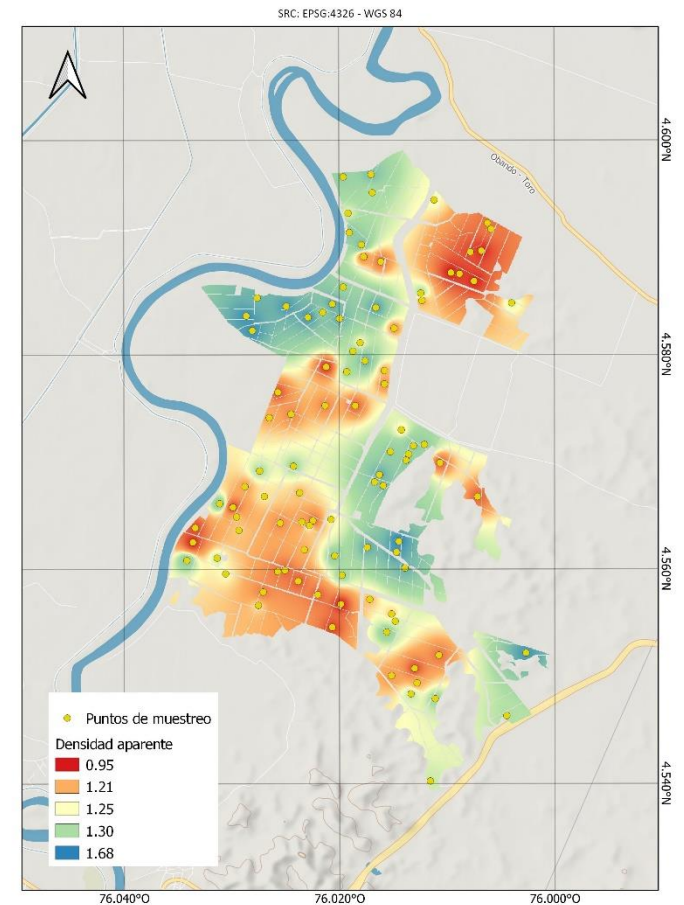 SRC: EPSG:4326 - WGS 84
4.600°N
Obando - Toro
4.580°N
4.560°N
Puntos de muestreo
Densidad aparente
0.95
1.21
1.25
1.30
1.68
4.540°N
76.040°O
76.020°O
76.000°O